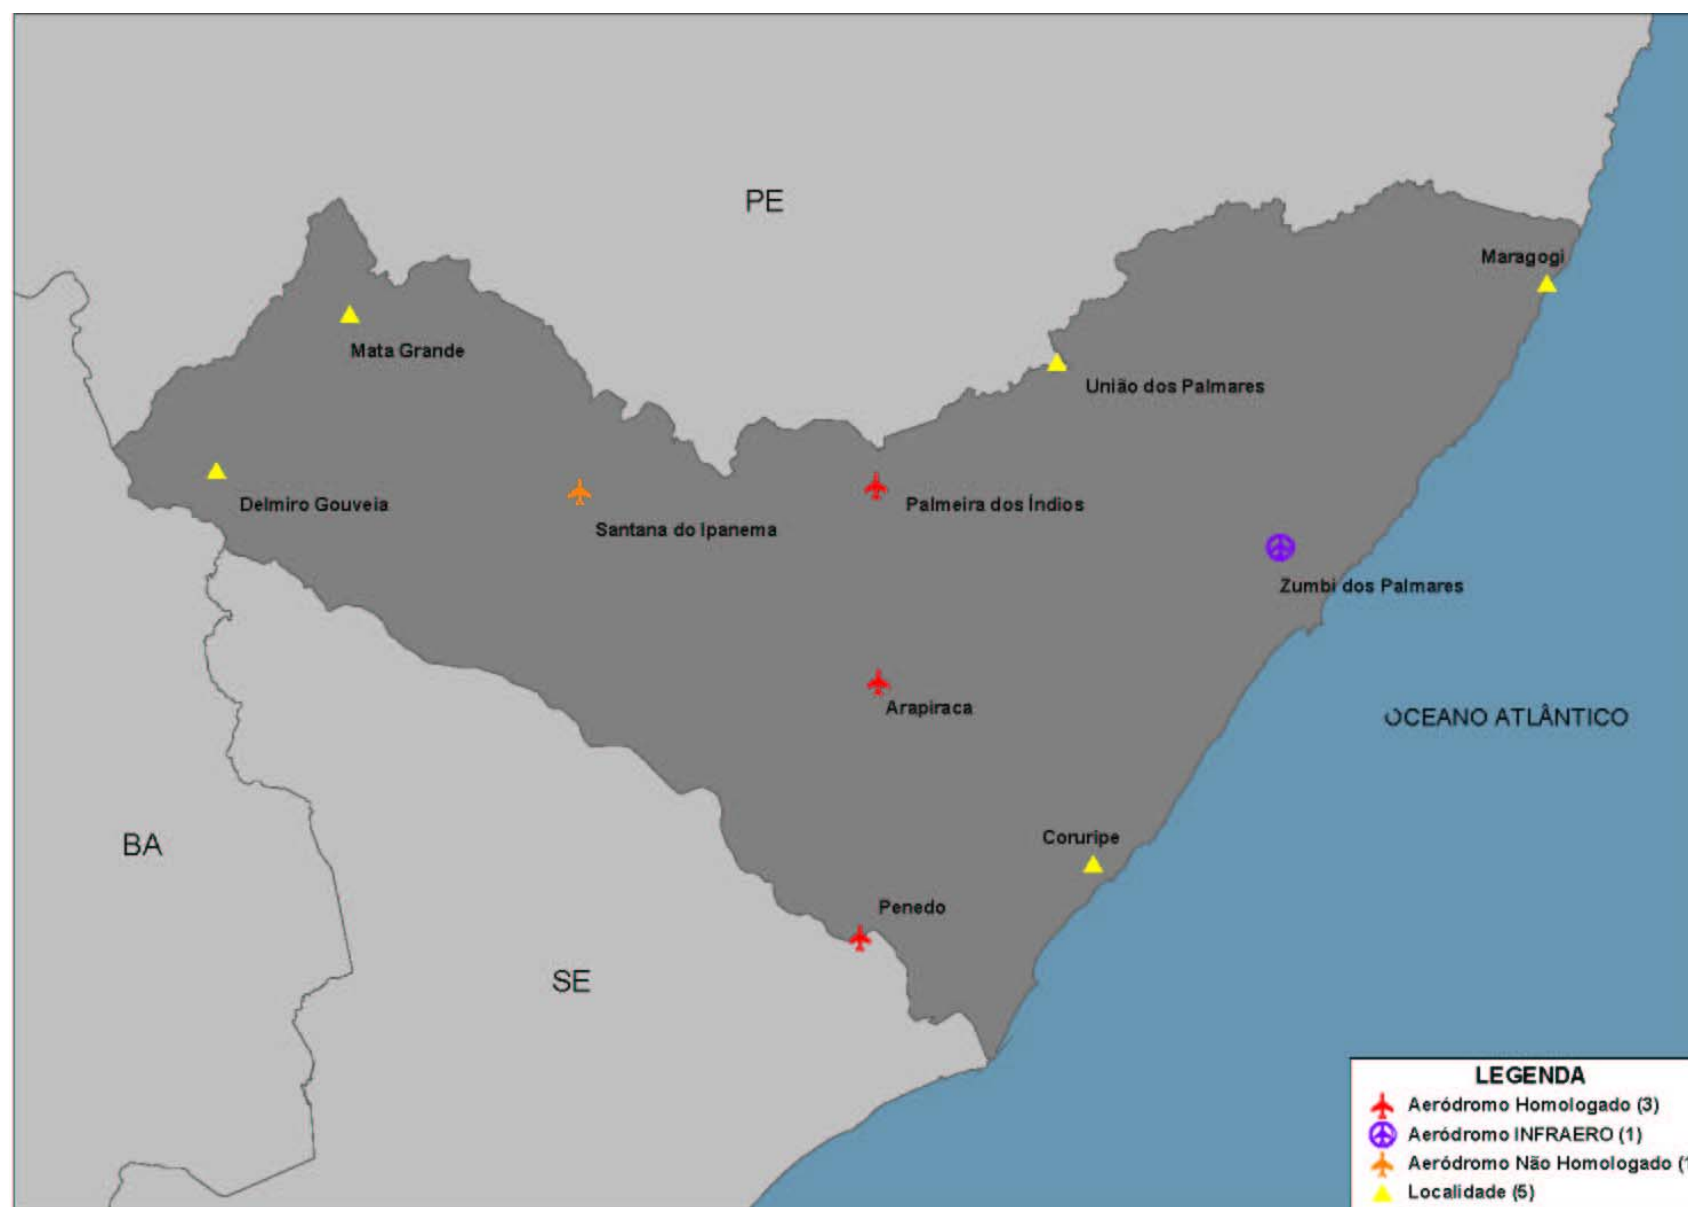 PE
Maragogi
Mata Grande
União dos Palmares
Delmiro Gouveia
Palmeira dos Índios
Santana do Ipanema
Zumbi dos Palmares
Arapiraca
OCEANO ATLÂNTICO
BA
Coruripe
Penedo
SE
LEGENDA
Aeródromo Homologado (3)
Aeródromo INFRAERO (1)
Aeródromo Não Homologado (1
Localidade (5)